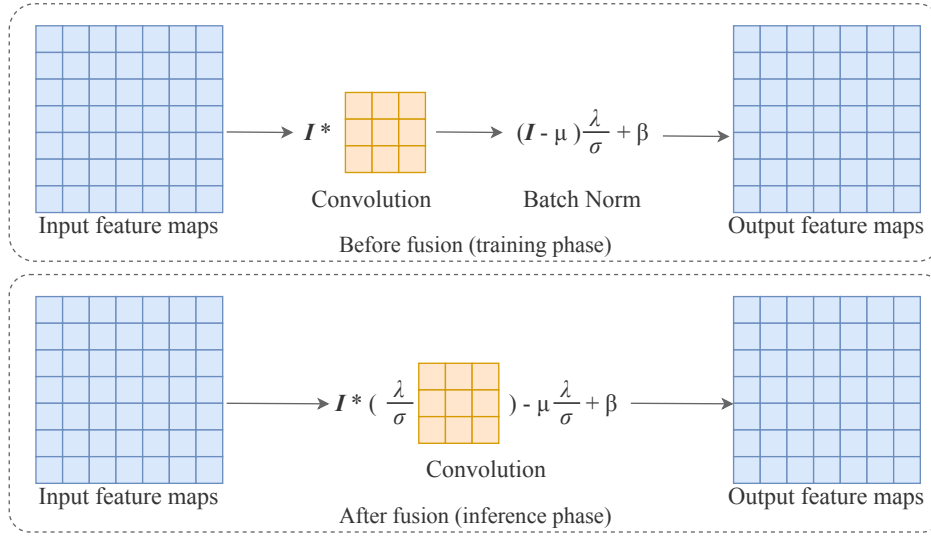 I * (I - μ) λ/σ + β
Convolution Batch Norm
Input feature maps Output feature maps
Before fusion (training phase)
I * ( λ/σ ) - μ λ/σ + β
Convolution
Input feature maps Output feature maps
After fusion (inference phase)